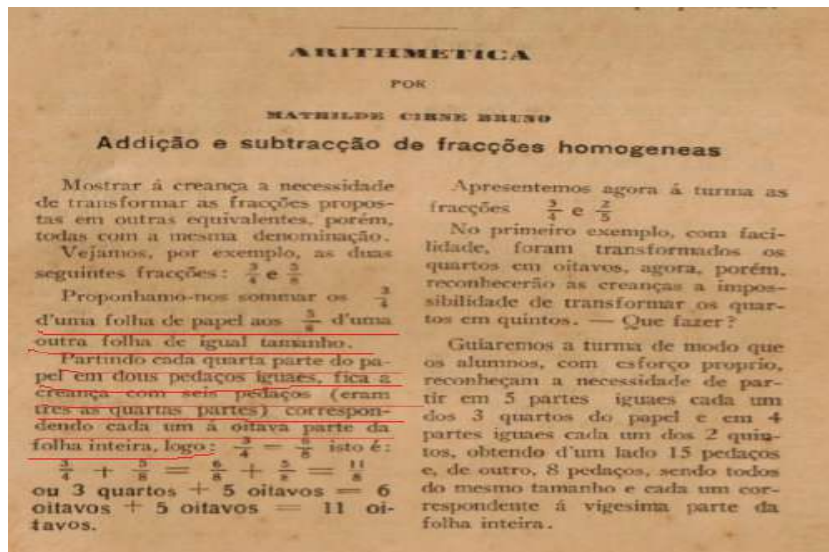 ARITHMETICA
POR
MATHILDE CIRNE BRUNO
Addição e subtracção de fracções homogeneas
Mostrar á creança a necessidade
de transformar as fracções propos-
tas em outras equivalentes, porém,
todas com a mesma denominação.
Vejamos, por exemplo, as duas
seguintes fracções: 3/4 e 5/8
Proponhamo-nos sommar os 3/4
d'uma folha de papel aos 5/8 d'uma
outra folha de igual tamanho.
Partindo cada quarta parte do pa-
pel em dous pedaços iguaes, fica a
creança com seis pedaços (eram
tres as quartas partes) correspon-
dendo cada um á oitava parte da
folha inteira, logo: 3/4 = 6/8 isto é:
3/4 + 5/8 = 6/8 + 5/8 = 11/8
ou 3 quartos + 5 oitavos = 6
oitavos + 5 oitavos = 11 oi-
tavos.
Apresentemos agora á turma as
fracções 3/4 e 2/5
No primeiro exemplo, com faci-
lidade, foram transformados os
quartos em oitavos, agora, porém,
reconhecerão as creanças a impos-
sibilidade de transformar os quar-
tos em quintos. — Que fazer?
Guiaremos a turma de modo que
os alumnos, com esforço proprio,
reconheçam a necessidade de par-
tir em 5 partes iguaes cada um
dos 3 quartos do papel e em 4
partes iguaes cada um dos 2 quin-
tos, obtendo d'um lado 15 pedaços
e, de outro, 8 pedaços, sendo todos
do mesmo tamanho e cada um cor-
respondente á vigesima parte da
folha inteira.